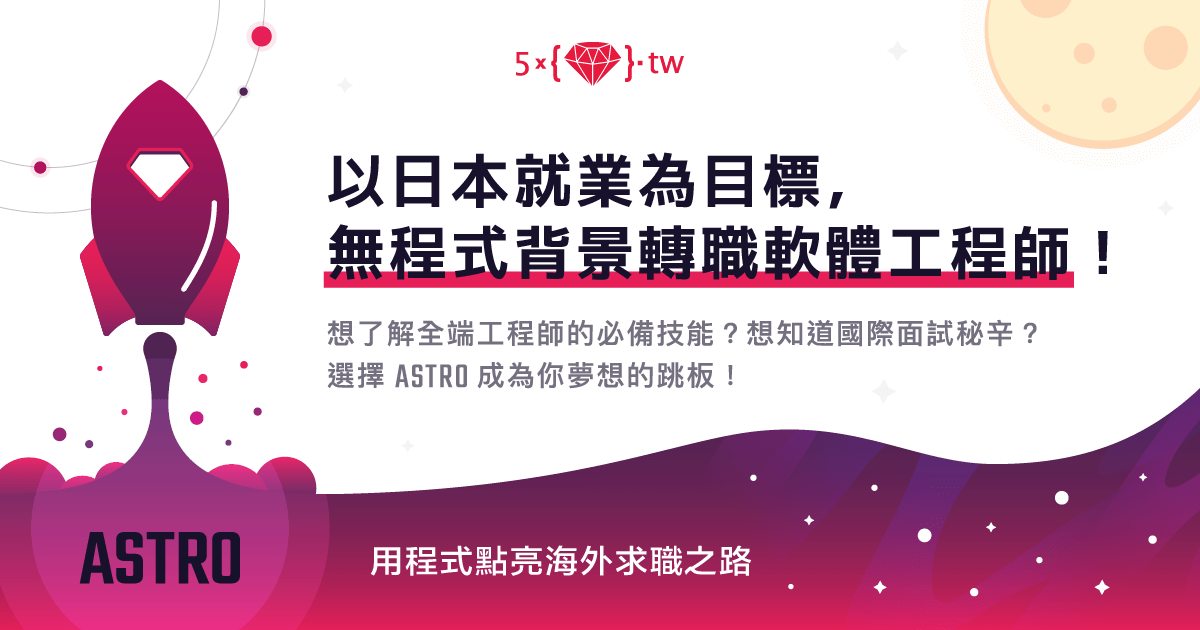 5x{}.tw
以日本就業為目標,
無程式背景轉職軟體工程師！
想了解全端工程師的必備技能？想知道國際面試秘辛？
選擇 ASTRO 成為你夢想的跳板！
ASTRO
用程式點亮海外求職之路